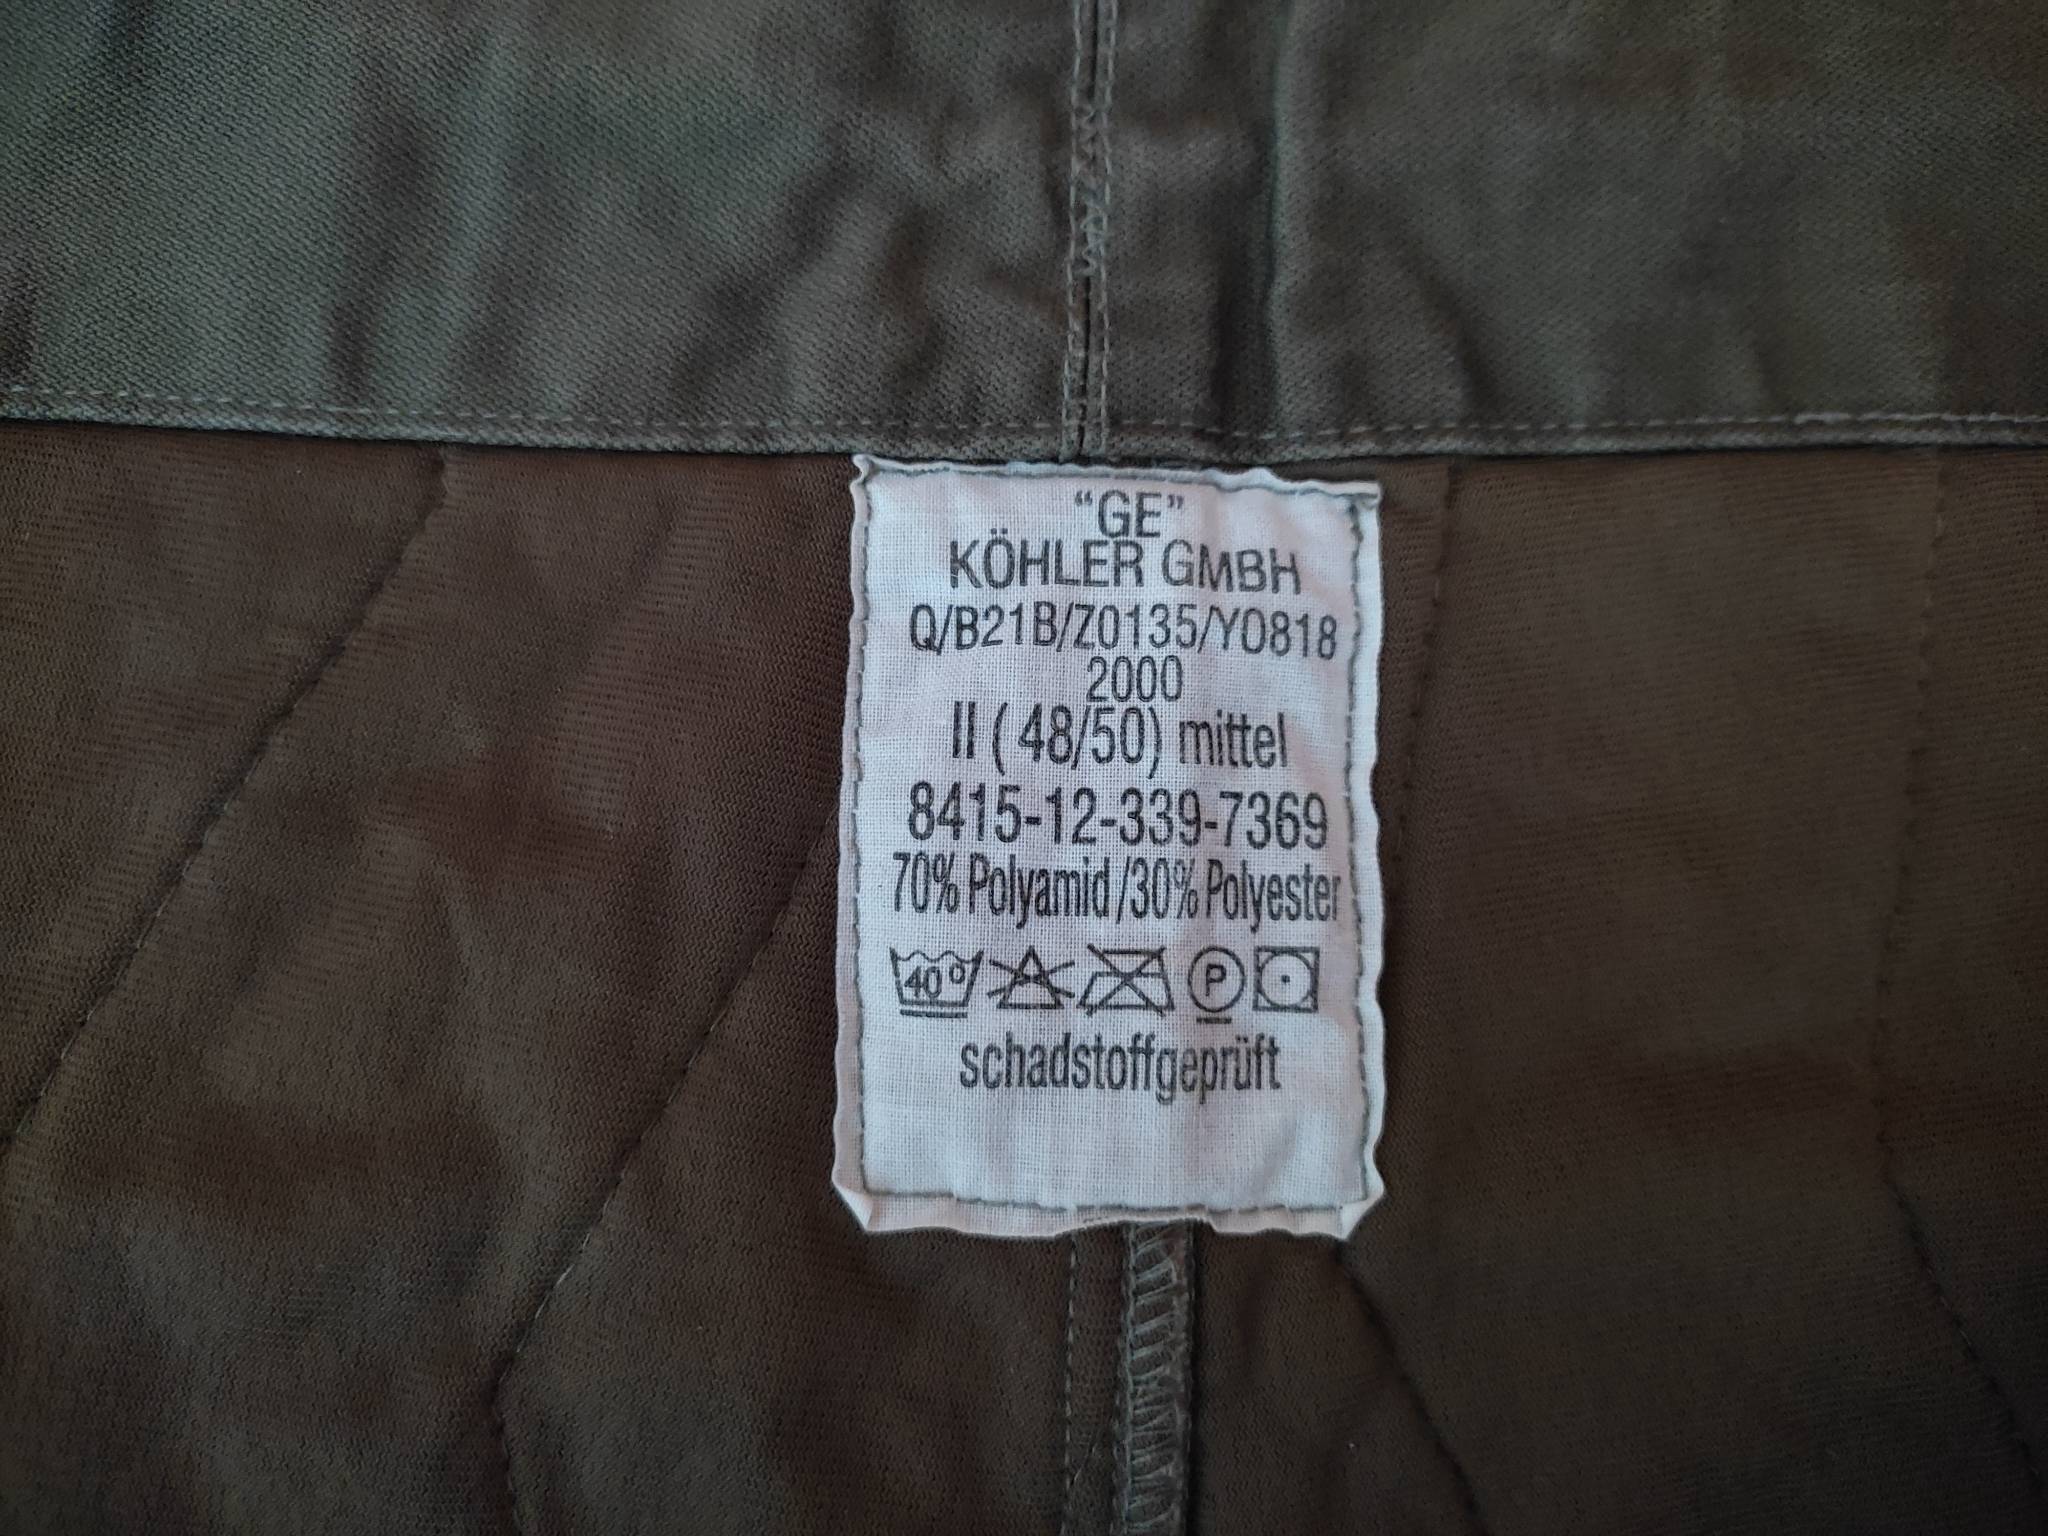 “GE”
KÖHLER GMBH
Q/B21B/Z0135/Y0818
2000
II ( 48/50) mittel
8415-12-339-7369
70% Polyamid /30% Polyester
40° P
schadstoffgeprüft